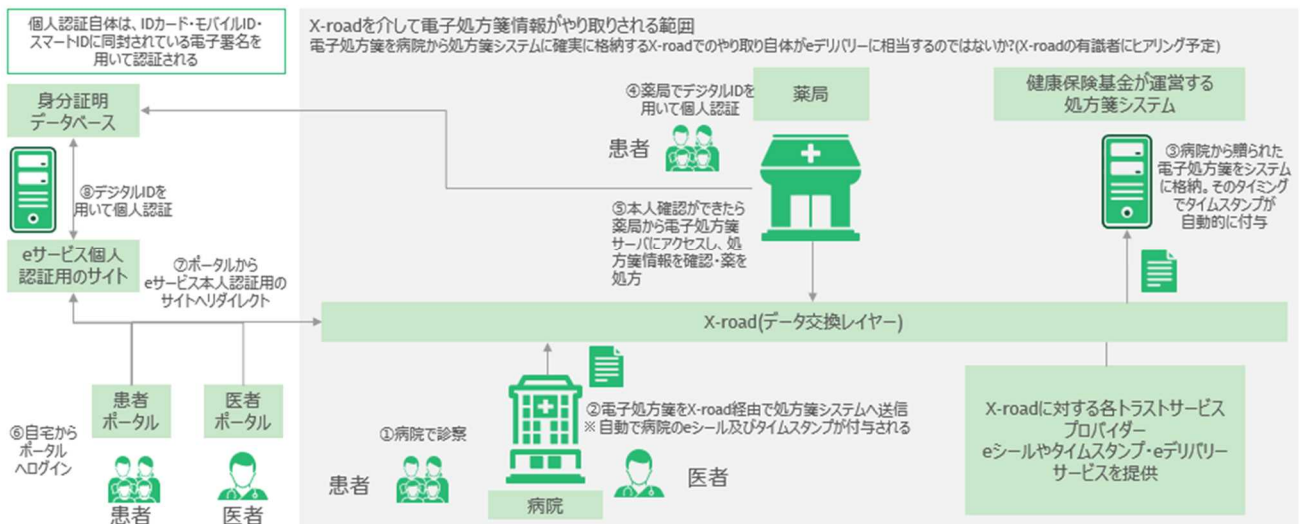 個人認証自体は、IDカード・モバイルID・
スマートIDに同封されている電子署名を
用いて認証される
X-roadを介して電子処方箋情報がやり取りされる範囲
電子処方箋を病院から処方箋システムに確実に格納するX-roadでのやり取り自体がeデリバリーに相当するのではないか?(X-roadの有識者にヒアリング予定)
身分証明
データベース
④薬局でデジタルIDを
用いて個人認証
患者
薬局
健康保険基金が運営する
処方箋システム
③病院から贈られた
電子処方箋をシステム
に格納。そのタイミング
でタイムスタンプが
自動的に付与
⑧デジタルIDを
用いて個人認証
⑤本人確認ができたら
薬局から電子処方箋
サーバにアクセスし、処
方箋情報を確認・薬を
処方
eサービス個人
認証用のサイト
⑦ポータルから
eサービス本人認証用の
サイトへリダイレクト
X-road(データ交換レイヤー)
患者
ポータル
医者
ポータル
⑥自宅から
ポータル
へログイン
患者
医者
①病院で診察
患者
病院
②電子処方箋をX-road経由で処方箋システムへ送信
※自動で病院のeシール及びタイムスタンプが付与される
医者
X-roadに対する各トラストサービス
プロバイダー
eシールやタイムスタンプ・eデリバリー
サービスを提供